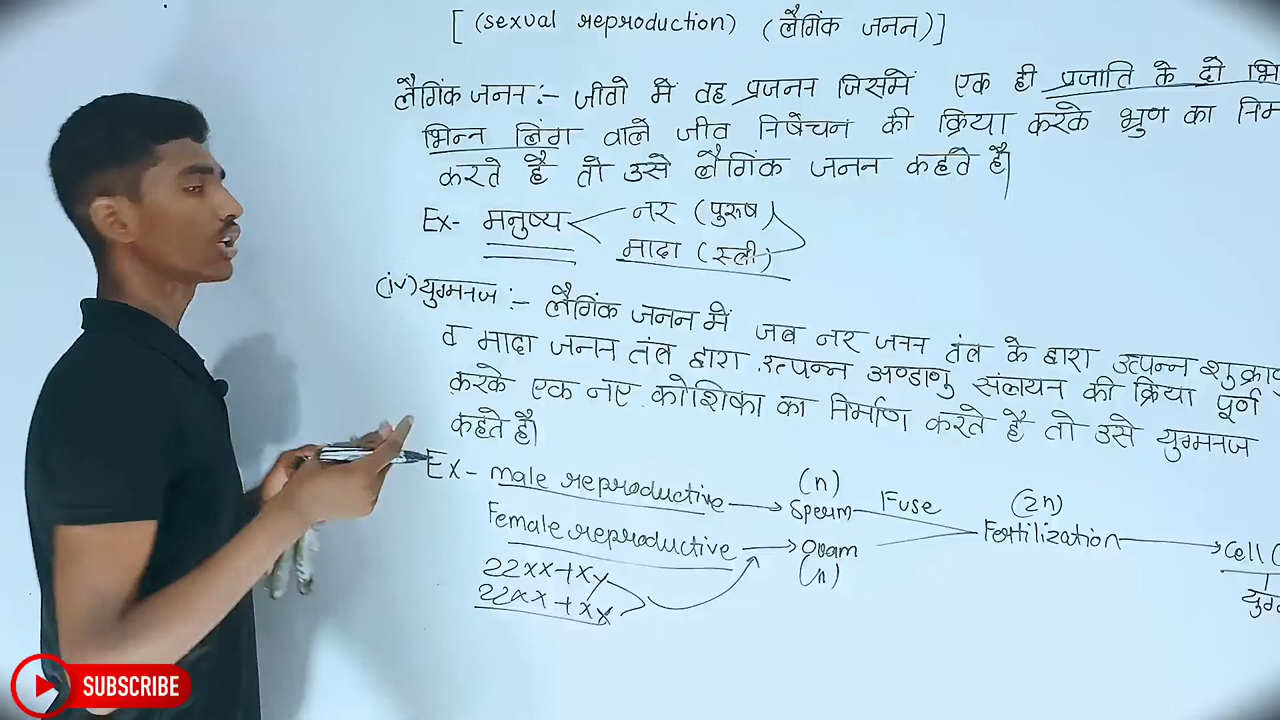 [ (sexual reproduction) (लैगिंक जनन)]
लैगिंक जनन :- जीवो में वह प्रजनन जिसमें एक ही प्रजाति के दो भि
भिन्न लिंग वाले जीव निषेचन की क्रिया करके भ्रुण का निम
करते है तो उसे लैगिंक जनन कहते है।
Ex- मनुष्य नर (पुरुष)
मादा (स्त्री)
(iv) युग्मनज :- लैगिंक जनन में जब नर जनन तंत्र के द्वारा उत्पन्न शुक्राणु
व मादा जनन तंत्र द्वारा उत्पन्न अण्डाणु संलायन की क्रिया पूर्ण
करके एक नए कोशिका का निर्माण करते है तो उसे युग्मनज
कहते है।
Ex- male reproductive → (n) Sperm Fuse (2n)
Female reproductive → Ovam (n) Fertilization → Cell (
22xx+xy युग्
22xx+xx
SUBSCRIBE